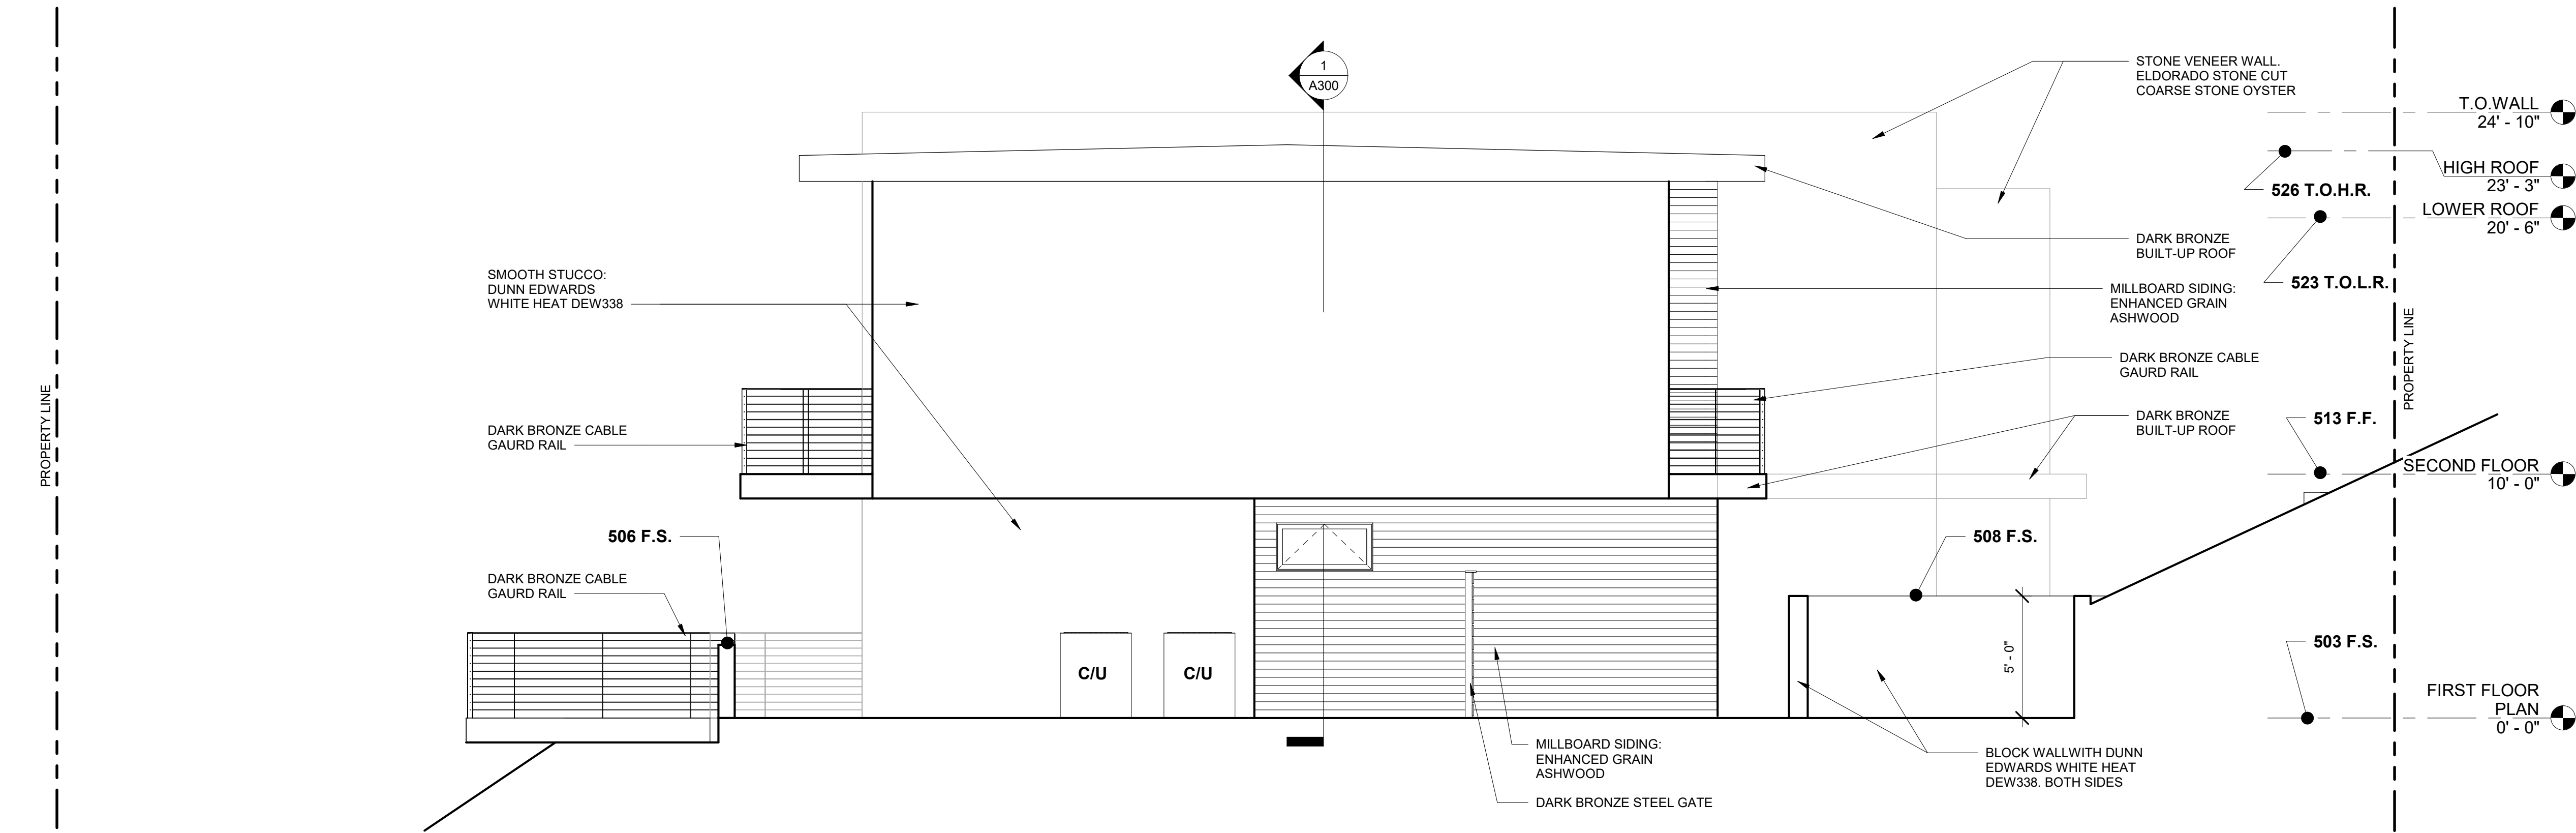 1
A300
STONE VENEER WALL.
ELDORADO STONE CUT
COARSE STONE OYSTER
T.O.WALL
24' - 10"
HIGH ROOF
23' - 3"
526 T.O.H.R.
LOWER ROOF
20' - 6"
DARK BRONZE
BUILT-UP ROOF
523 T.O.L.R.
SMOOTH STUCCO:
DUNN EDWARDS
WHITE HEAT DEW338
MILLBOARD SIDING:
ENHANCED GRAIN
ASHWOOD
PROPERTY LINE
PROPERTY LINE
DARK BRONZE CABLE
GAURD RAIL
DARK BRONZE CABLE
GAURD RAIL
DARK BRONZE
BUILT-UP ROOF
513 F.F.
SECOND FLOOR
10' - 0"
506 F.S.
508 F.S.
DARK BRONZE CABLE
GAURD RAIL
C/U
C/U
5' - 0"
503 F.S.
FIRST FLOOR
PLAN
0' - 0"
MILLBOARD SIDING:
ENHANCED GRAIN
ASHWOOD
DARK BRONZE STEEL GATE
BLOCK WALLWITH DUNN
EDWARDS WHITE HEAT
DEW338. BOTH SIDES